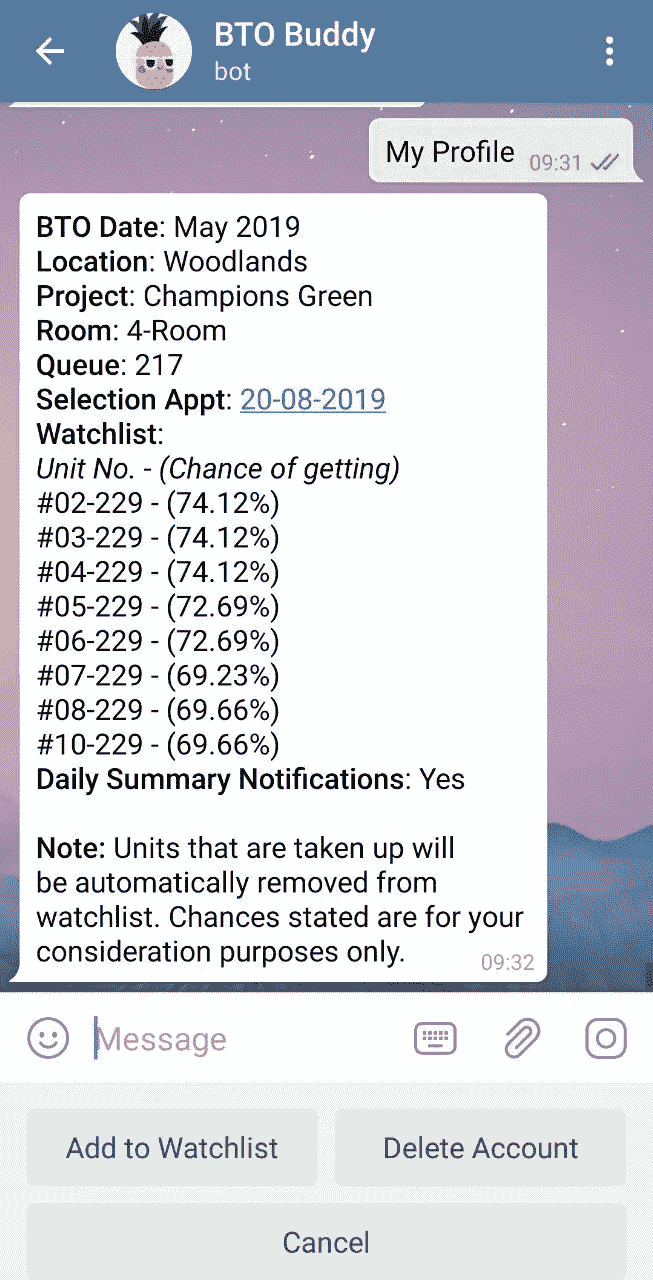 BTO Buddy
bot
My Profile 09:31
BTO Date: May 2019
Location: Woodlands
Project: Champions Green
Room: 4-Room
Queue: 217
Selection Appt: 20-08-2019
Watchlist:
Unit No. - (Chance of getting)
#02-229 - (74.12%)
#03-229 - (74.12%)
#04-229 - (74.12%)
#05-229 - (72.69%)
#06-229 - (72.69%)
#07-229 - (69.23%)
#08-229 - (69.66%)
#10-229 - (69.66%)
Daily Summary Notifications: Yes
Note: Units that are taken up will
be automatically removed from
watchlist. Chances stated are for your
consideration purposes only. 09:32
Message
Add to Watchlist Delete Account
Cancel